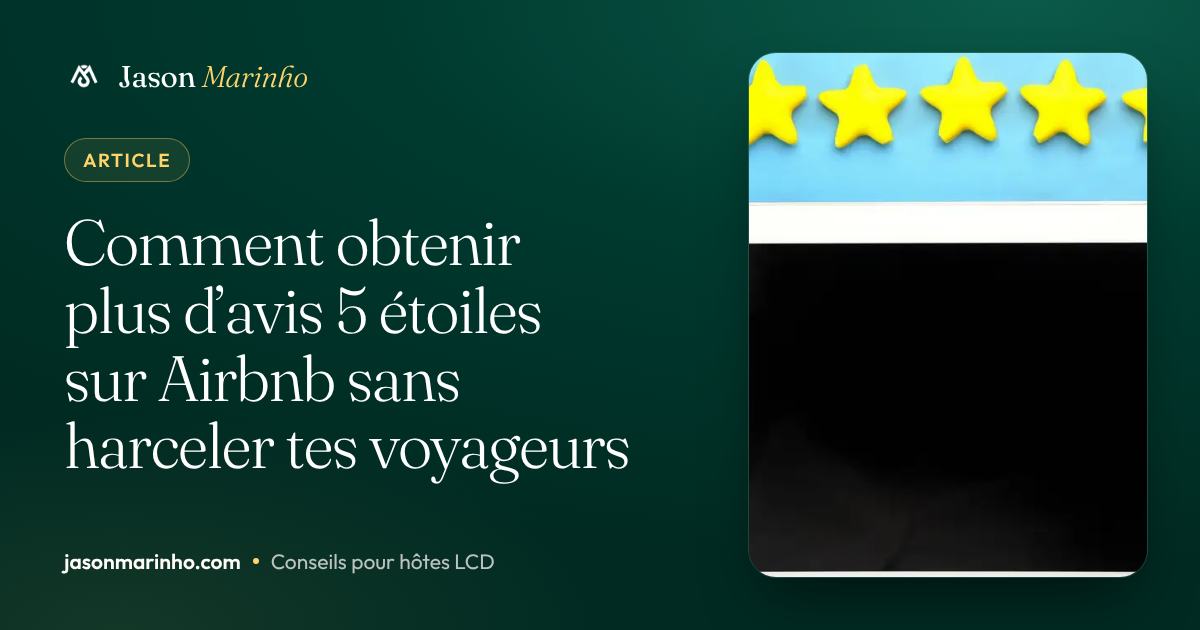 Jason Marinho
ARTICLE
Comment obtenir
plus d’avis 5 étoiles
sur Airbnb sans
harceler tes voyageurs
jasonmarinho.com • Conseils pour hôtes LCD